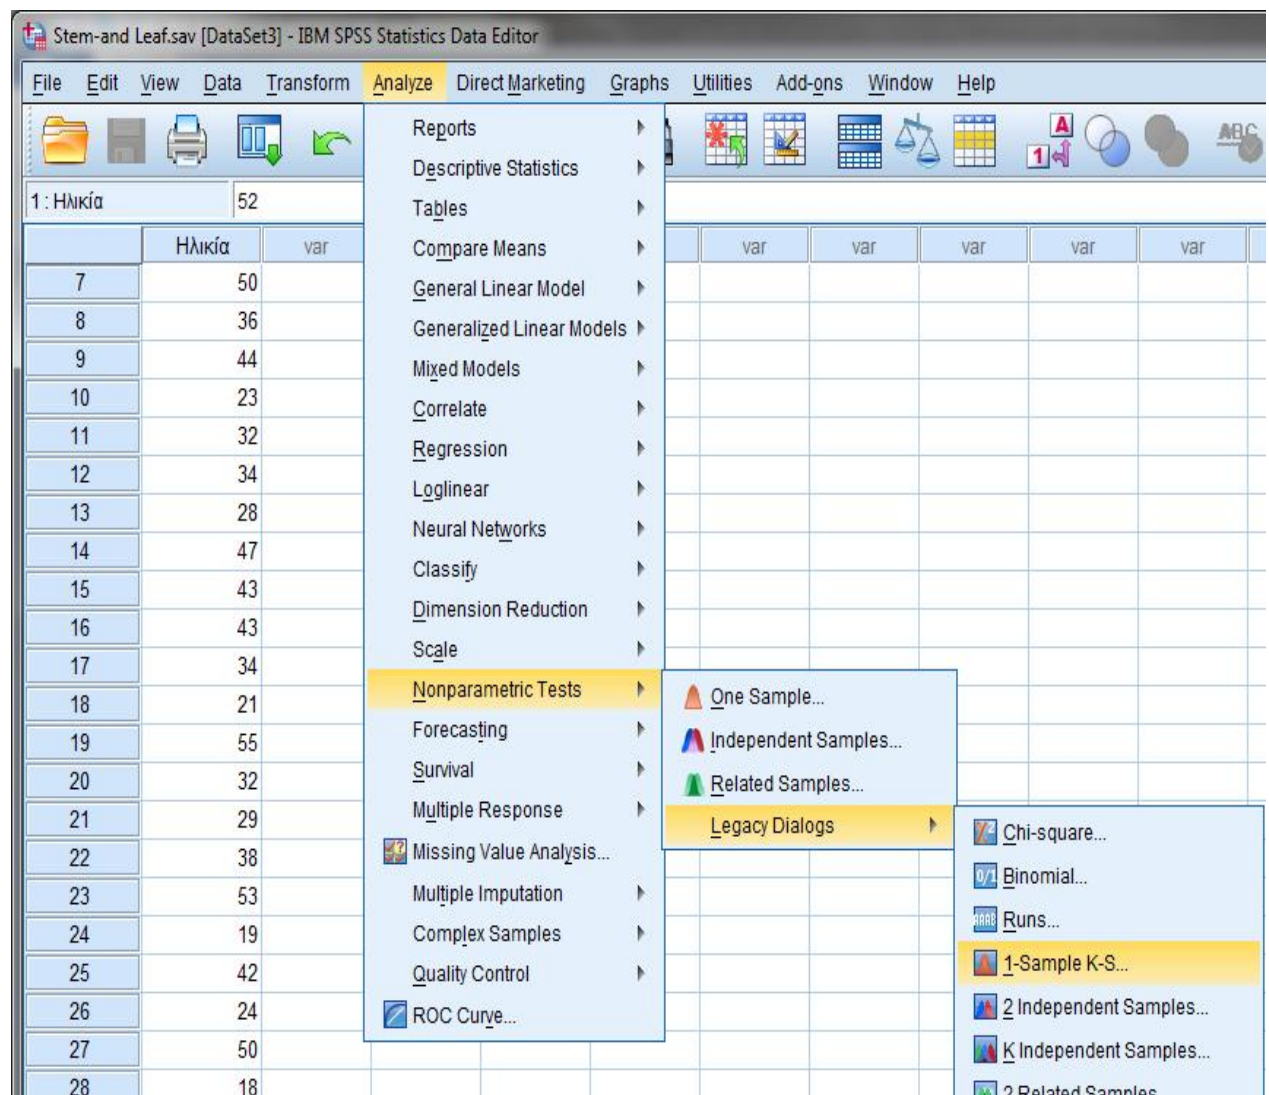 Stem-and Leaf.sav [DataSet3] - IBM SPSS Statistics Data Editor
File Edit View Data Transform Analyze Direct Marketing Graphs Utilities Add-ons Window Help
A
1
ABC
1 : Ηλικία 52
Ηλικία var var var var var var
7 50
8 36
9 44
10 23
11 32
12 34
13 28
14 47
15 43
16 43
17 34
18 21
19 55
20 32
21 29
22 38
23 53
24 19
25 42
26 24
27 50
28 18
Reports
Descriptive Statistics
Tables
Compare Means
General Linear Model
Generalized Linear Models
Mixed Models
Correlate
Regression
Loglinear
Neural Networks
Classify
Dimension Reduction
Scale
Nonparametric Tests
Forecasting
Survival
Multiple Response
Missing Value Analysis...
Multiple Imputation
Complex Samples
Quality Control
ROC Curve...
One Sample...
Independent Samples...
Related Samples...
Legacy Dialogs
Chi-square...
0/1 Binomial...
Runs...
1-Sample K-S...
2 Independent Samples...
K Independent Samples...
2 Related Samples